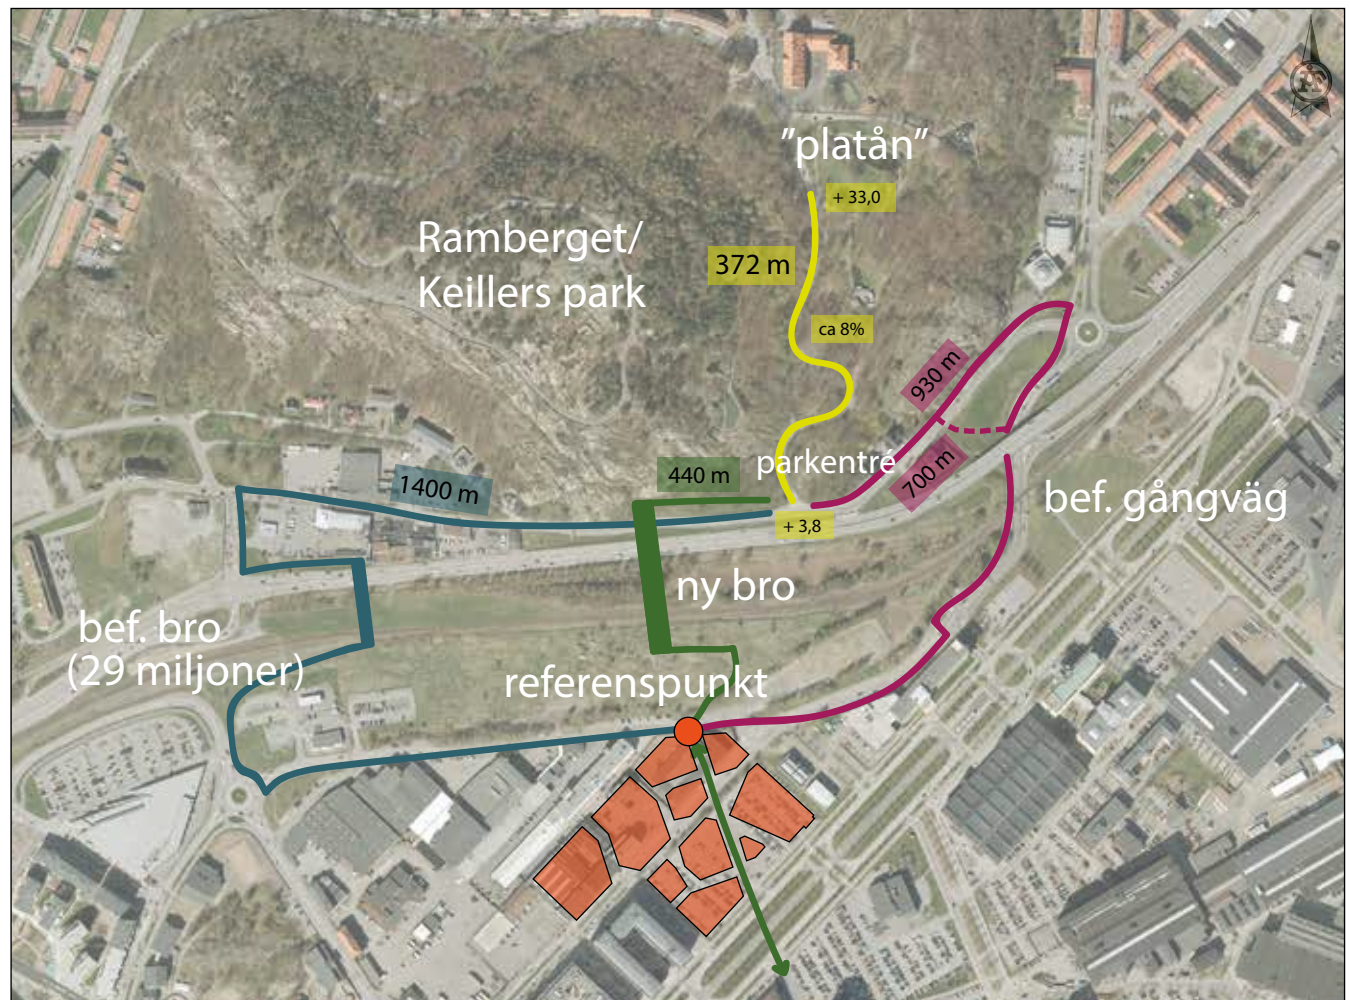 ”platån”
+ 33,0
Ramberget/
Keillers park
372 m
ca 8%
930 m
parkentré
440 m
700 m
1400 m
bef. gångväg
+ 3,8
ny bro
bef. bro
(29 miljoner)
referenspunkt